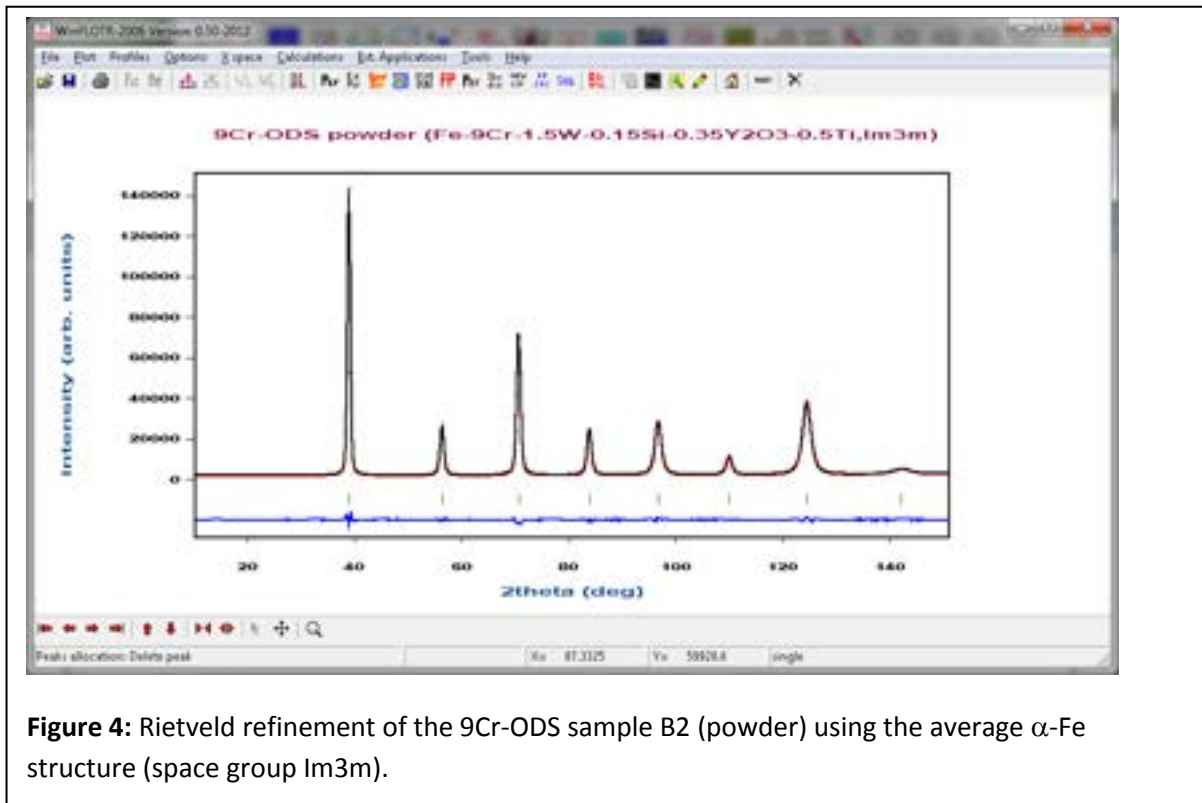 WinPLOTR-2006 Version 0.50-2012
File Plot Profiles Options X space Calculations Ext. Applications Tools Help
9Cr-ODS powder (Fe-9Cr-1.5W-0.15Si-0.35Y2O3-0.5Ti,Im3m)
Intensity (arb. units)
140000
120000
100000
80000
60000
40000
20000
0
20 40 60 80 100 120 140
2theta (deg)
Peaks allocation: Delete peak X= 87.3325 Y= single
Figure 4: Rietveld refinement of the 9Cr-ODS sample B2 (powder) using the average α-Fe
structure (space group Im3m).